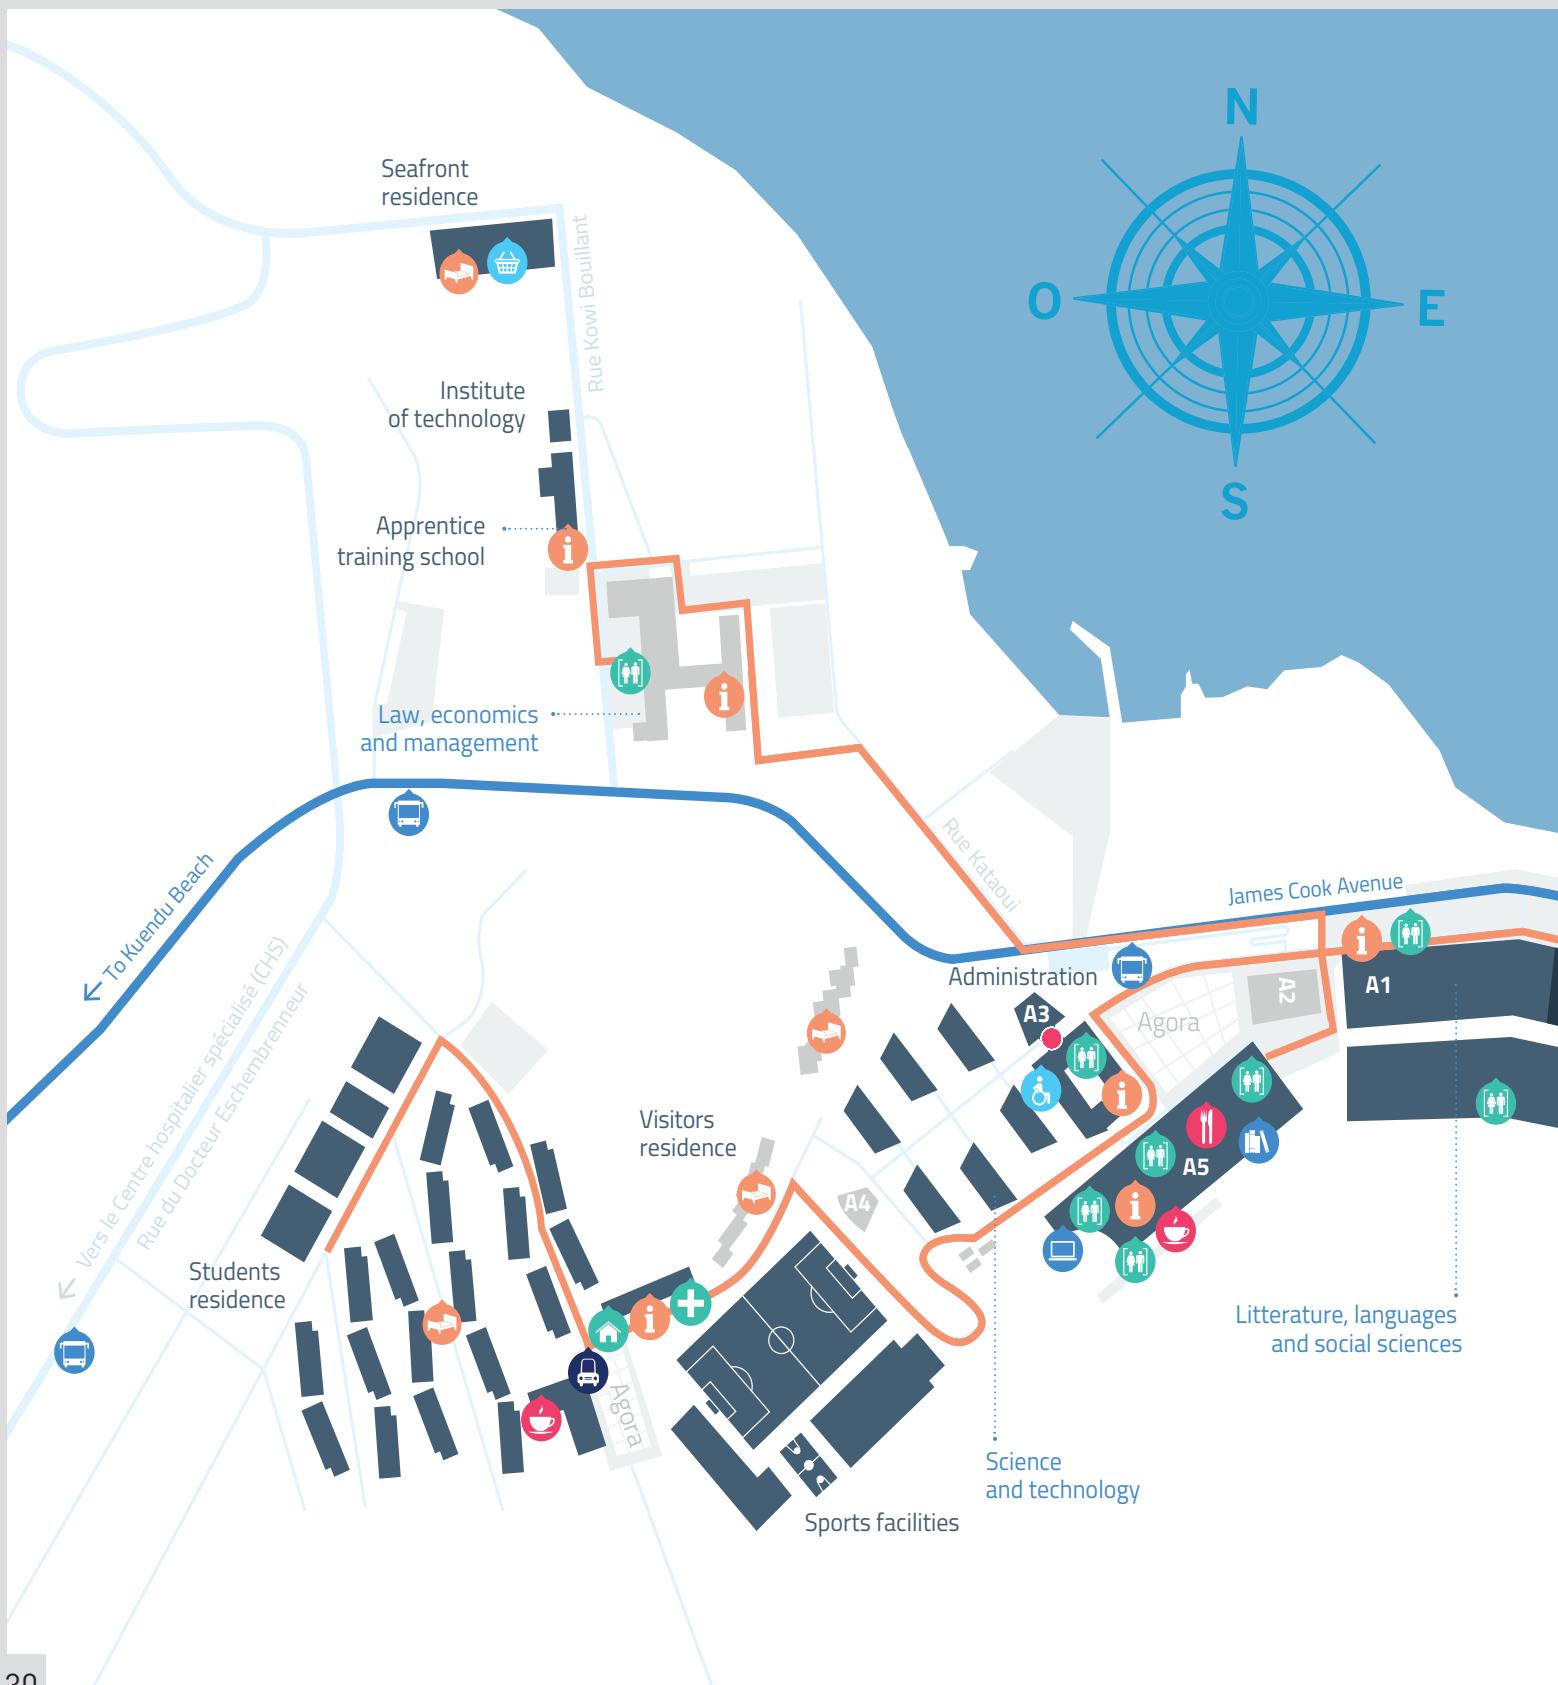 N
O
E
S
Seafront
residence
Rue Kowi Bouillant
Institute
of technology
Apprentice
training school
i
i
Law, economics
and management
To Kuendu Beach
Rue Kataoui
James Cook Avenue
i
Vers le Centre hospitalier spécialisé (CHS)
Rue du Docteur Eschembrenneur
Administration
A3
Agora
A2
A1
i
A5
i
Visitors
residence
A4
Students
residence
i
Agora
Litterature, languages
and social sciences
Science
and technology
Sports facilities